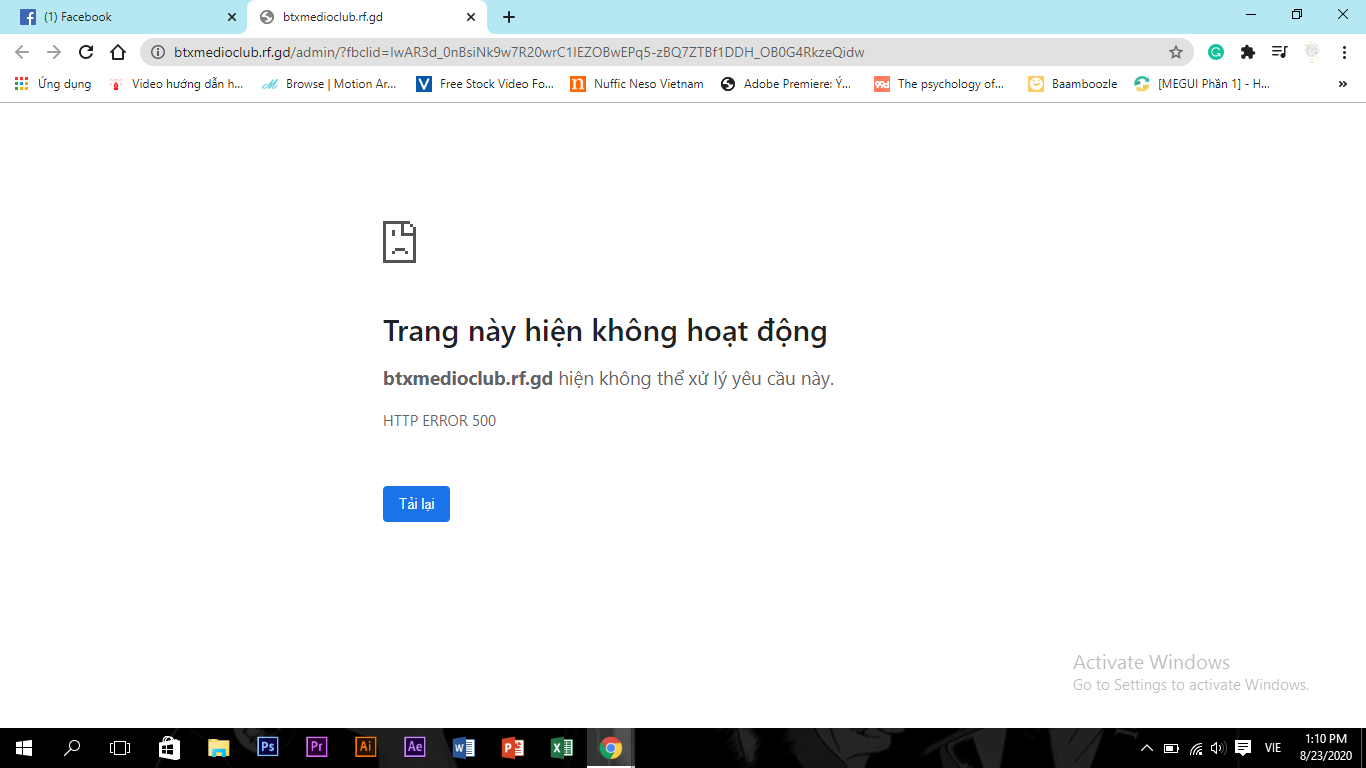 (1) Facebook
btxmedioclub.rf.gd
btxmedioclub.rf.gd/admin/?fbclid=IwAR3d_0nBsiNk9w7R20wrC1IEZOBwEPq5-zBQ7ZTBf1DDH_OB0G4RkzeQidw
Ứng dụng
Video hướng dẫn h...
Browse | Motion Ar...
Free Stock Video Fo...
Nuffic Neso Vietnam
Adobe Premiere: Ý...
99d
The psychology of...
Baamboozle
[MEGUI Phần 1] - H...
»
Trang này hiện không hoạt động
btxmedioclub.rf.gd hiện không thể xử lý yêu cầu này.
HTTP ERROR 500
Tải lại
Activate Windows
Go to Settings to activate Windows.
Ps
Pr
Ai
Ae
VIE
1:10 PM
8/23/2020